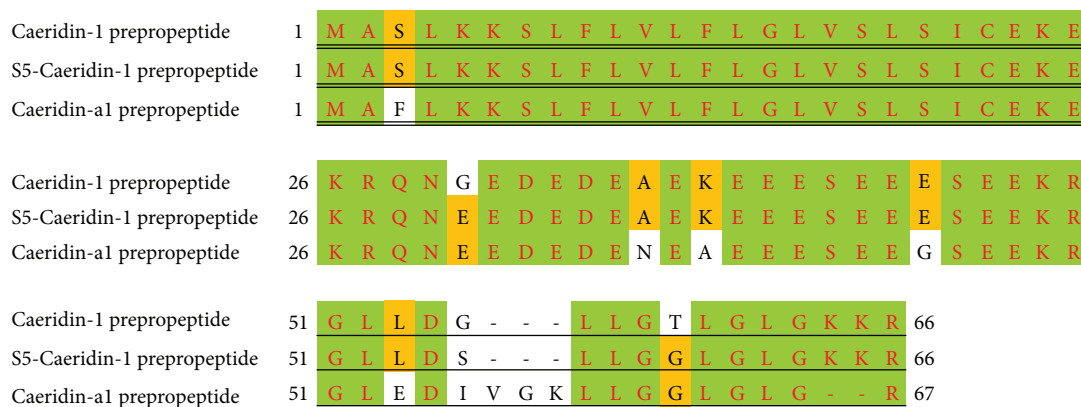 Caeridin-1 prepropeptide 1 M A S L K K S L F L V L F L G L V S L S I C E K E
S5-Caeridin-1 prepropeptide 1 M A S L K K S L F L V L F L G L V S L S I C E K E
Caeridin-a1 prepropeptide 1 M A F L K K S L F L V L F L G L V S L S I C E K E
Caeridin-1 prepropeptide 26 K R Q N G E D E D E A E K E E E S E E E S E E K R
S5-Caeridin-1 prepropeptide 26 K R Q N E E D E D E A E K E E E S E E E S E E K R
Caeridin-a1 prepropeptide 26 K R Q N E E D E D E N E A E E E S E E G S E E K R
Caeridin-1 prepropeptide 51 G L L D G - - - L L G T L G L G K K R 66
S5-Caeridin-1 prepropeptide 51 G L L D S - - - L L G G L G L G K K R 66
Caeridin-a1 prepropeptide 51 G L E D I V G K L L G G L G L G - - R 67